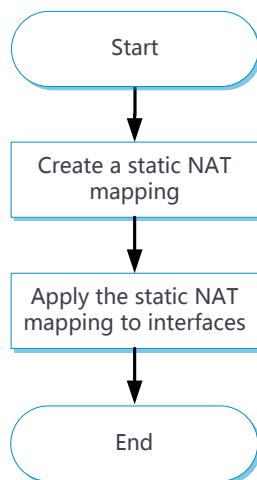 Start
Create a static NAT
mapping
Apply the static NAT
mapping to interfaces
End